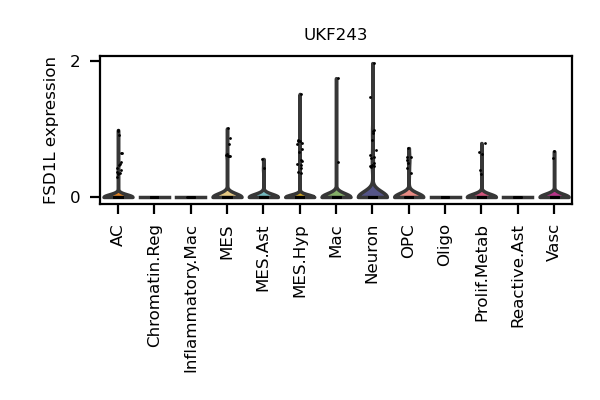 UKF243
FSD1L expression
2
0
AC
Chromatin.Reg
Inflammatory.Mac
MES
MES.Ast
MES.Hyp
Mac
Neuron
OPC
Oligo
Prolif.Metab
Reactive.Ast
Vasc